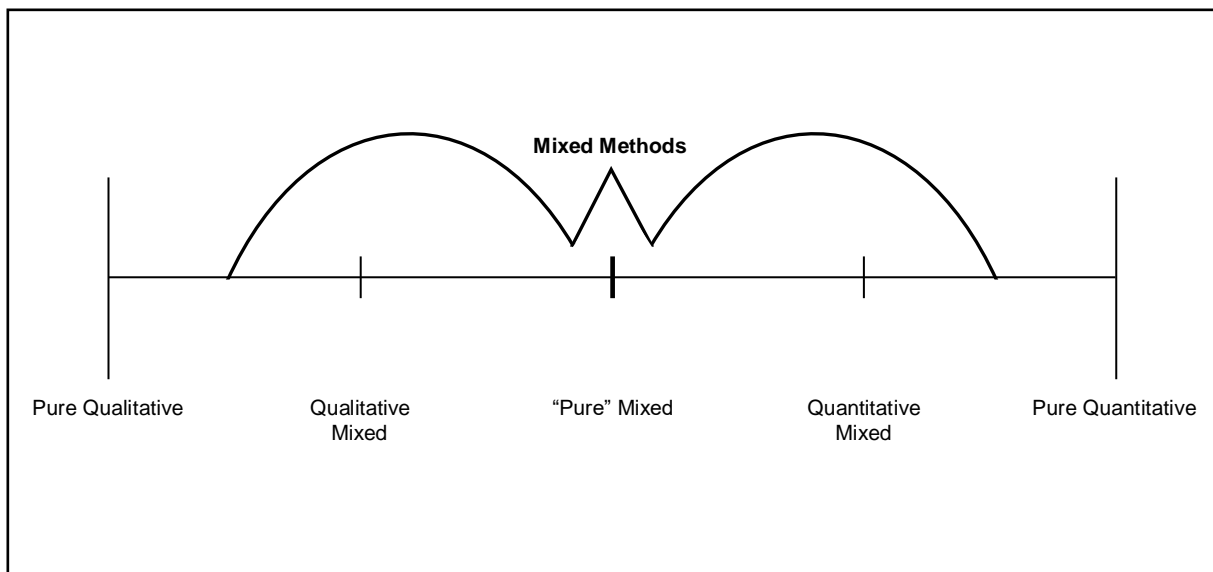 Mixed Methods
Pure Qualitative
Qualitative
Mixed
“Pure” Mixed
Quantitative
Mixed
Pure Quantitative